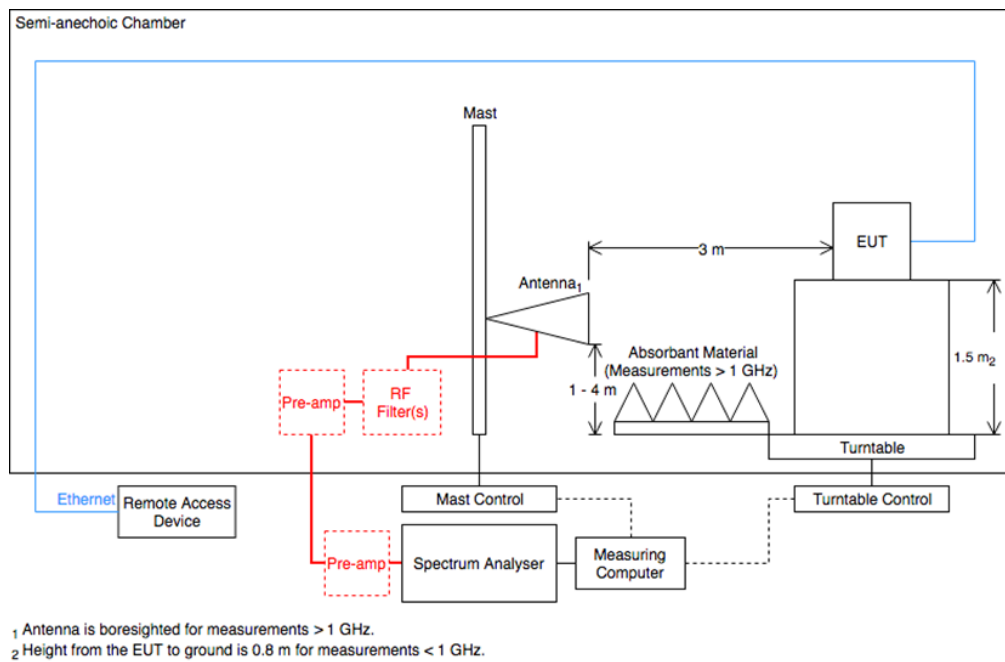 Semi-anechoic Chamber
Mast
EUT
3 m
Antenna1
Absorbant Material
(Measurements > 1 GHz)
1.5 m2
1 - 4 m
RF
Filter(s)
Pre-amp
Turntable
Ethernet
Remote Access
Device
Mast Control
Turntable Control
Pre-amp
Spectrum Analyser
Measuring
Computer
1 Antenna is boresighted for measurements > 1 GHz.
2 Height from the EUT to ground is 0.8 m for measurements < 1 GHz.